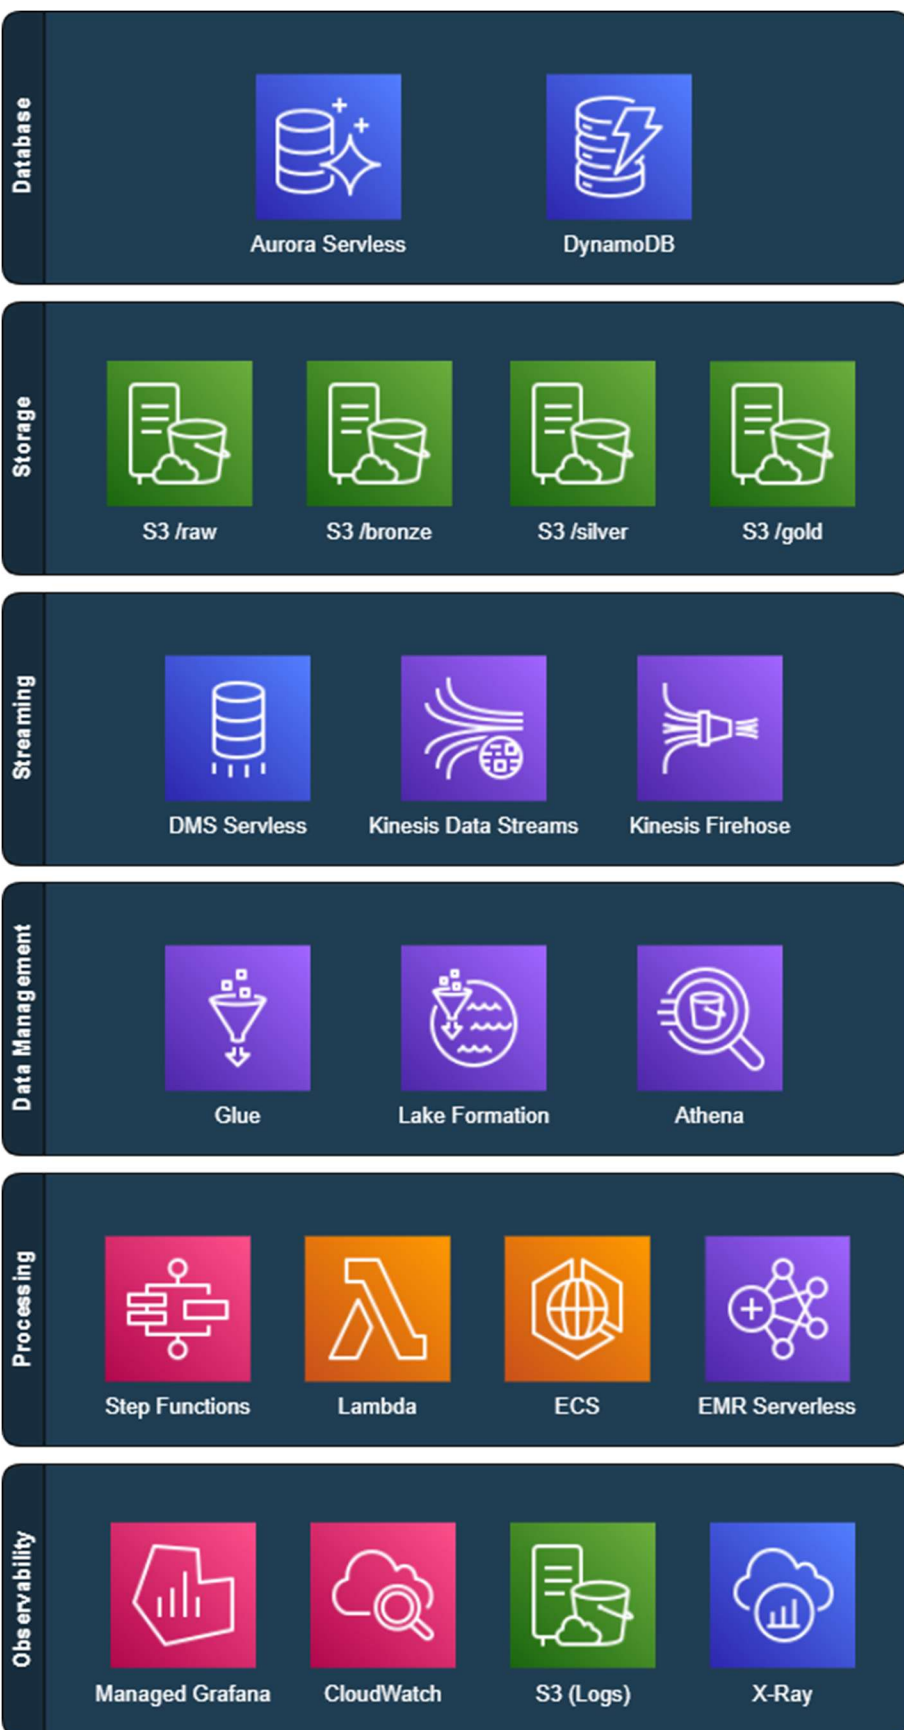 Database
Aurora Servless
DynamoDB
Storage
S3 /raw
S3 /bronze
S3 /silver
S3 /gold
Streaming
DMS Servless
Kinesis Data Streams
Kinesis Firehose
Data Management
Glue
Lake Formation
Athena
Processing
Step Functions
Lambda
ECS
EMR Serverless
Observability
Managed Grafana
CloudWatch
S3 (Logs)
X-Ray